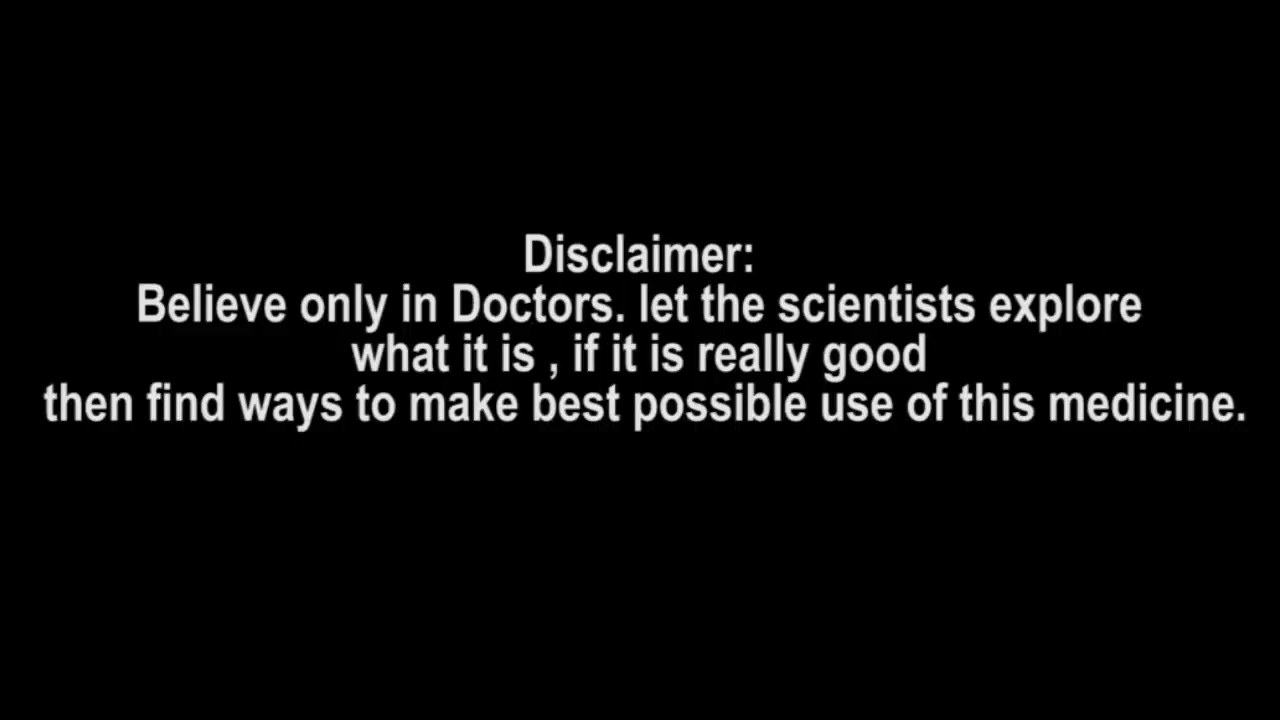 Disclaimer:
Believe only in Doctors. let the scientists explore
what it is , if it is really good
then find ways to make best possible use of this medicine.